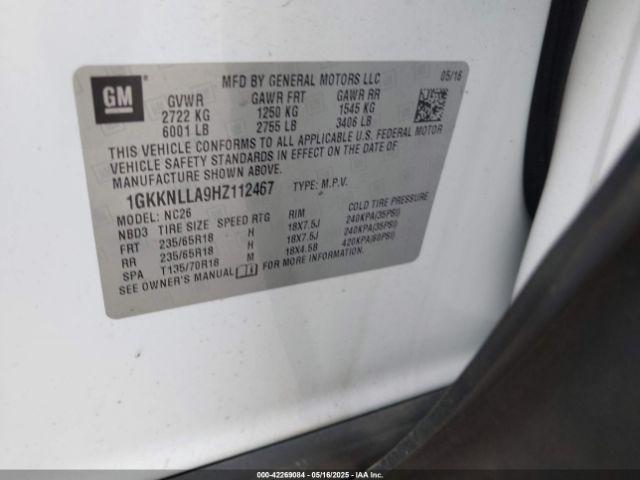 GM
MFD BY GENERAL MOTORS LLC 05/16
GVWR GAWR FRT GAWR RR
2722 KG 1250 KG 1545 KG
6001 LB 2755 LB 3406 LB
THIS VEHICLE CONFORMS TO ALL APPLICABLE U.S. FEDERAL MOTOR
VEHICLE SAFETY STANDARDS IN EFFECT ON THE DATE OF
MANUFACTURE SHOWN ABOVE.
1GKKNLLA9HZ112467 TYPE: M.P.V.
MODEL: NC26
NBD3 TIRE SIZE SPEED RTG RIM COLD TIRE PRESSURE
FRT 235/65R18 H 18X7.5J 240KPA(35PSI)
RR 235/65R18 H 18X7.5J 240KPA(35PSI)
SPA T135/70R18 M 18X4.5B 420KPA(60PSI)
SEE OWNER'S MANUAL FOR MORE INFORMATION.
000-42269084 05/16/2025 IAAI.com